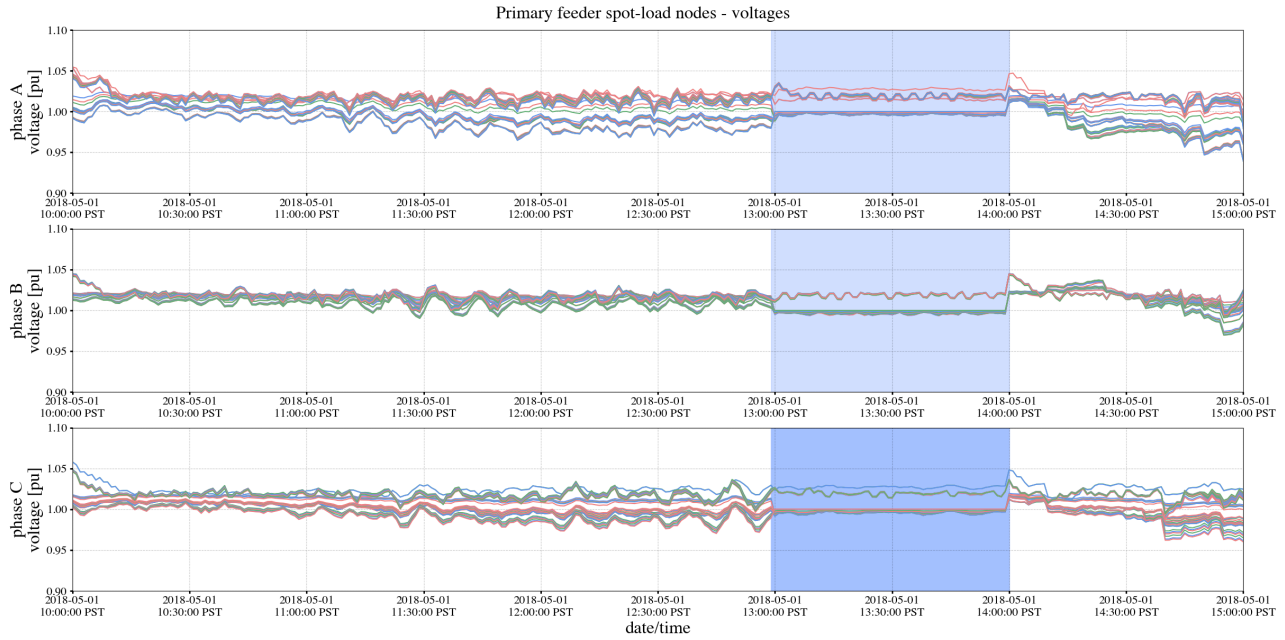 Primary feeder spot-load nodes - voltages
phase A
voltage [pu]
1.10
1.05
1.00
0.95
0.90
2018-05-01 2018-05-01 2018-05-01 2018-05-01 2018-05-01 2018-05-01 2018-05-01 2018-05-01 2018-05-01 2018-05-01 2018-05-01
10:00:00 PST 10:30:00 PST 11:00:00 PST 11:30:00 PST 12:00:00 PST 12:30:00 PST 13:00:00 PST 13:30:00 PST 14:00:00 PST 14:30:00 PST 15:00:00 PST
phase B
voltage [pu]
1.10
1.05
1.00
0.95
0.90
2018-05-01 2018-05-01 2018-05-01 2018-05-01 2018-05-01 2018-05-01 2018-05-01 2018-05-01 2018-05-01 2018-05-01 2018-05-01
10:00:00 PST 10:30:00 PST 11:00:00 PST 11:30:00 PST 12:00:00 PST 12:30:00 PST 13:00:00 PST 13:30:00 PST 14:00:00 PST 14:30:00 PST 15:00:00 PST
phase C
voltage [pu]
1.10
1.05
1.00
0.95
0.90
2018-05-01 2018-05-01 2018-05-01 2018-05-01 2018-05-01 2018-05-01 2018-05-01 2018-05-01 2018-05-01 2018-05-01 2018-05-01
10:00:00 PST 10:30:00 PST 11:00:00 PST 11:30:00 PST 12:00:00 PST 12:30:00 PST 13:00:00 PST 13:30:00 PST 14:00:00 PST 14:30:00 PST 15:00:00 PST
date/time